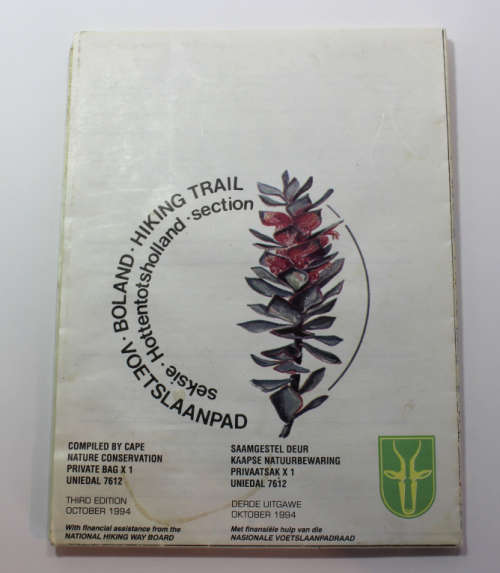 VOETSLAANPAD · BOLAND · HIKING TRAIL
seksie · Hottentotsholland · section
COMPILED BY CAPE
NATURE CONSERVATION
PRIVATE BAG X 1
UNIEDAL 7612
THIRD EDITION
OCTOBER 1994
With financial assistance from the
NATIONAL HIKING WAY BOARD
SAAMGESTEL DEUR
KAAPSE NATUURBEWARING
PRIVAATSAK X 1
UNIEDAL 7612
DERDE UITGAWE
OKTOBER 1994
Met finansiële hulp van die
NASIONALE VOETSLAANPADRAAD